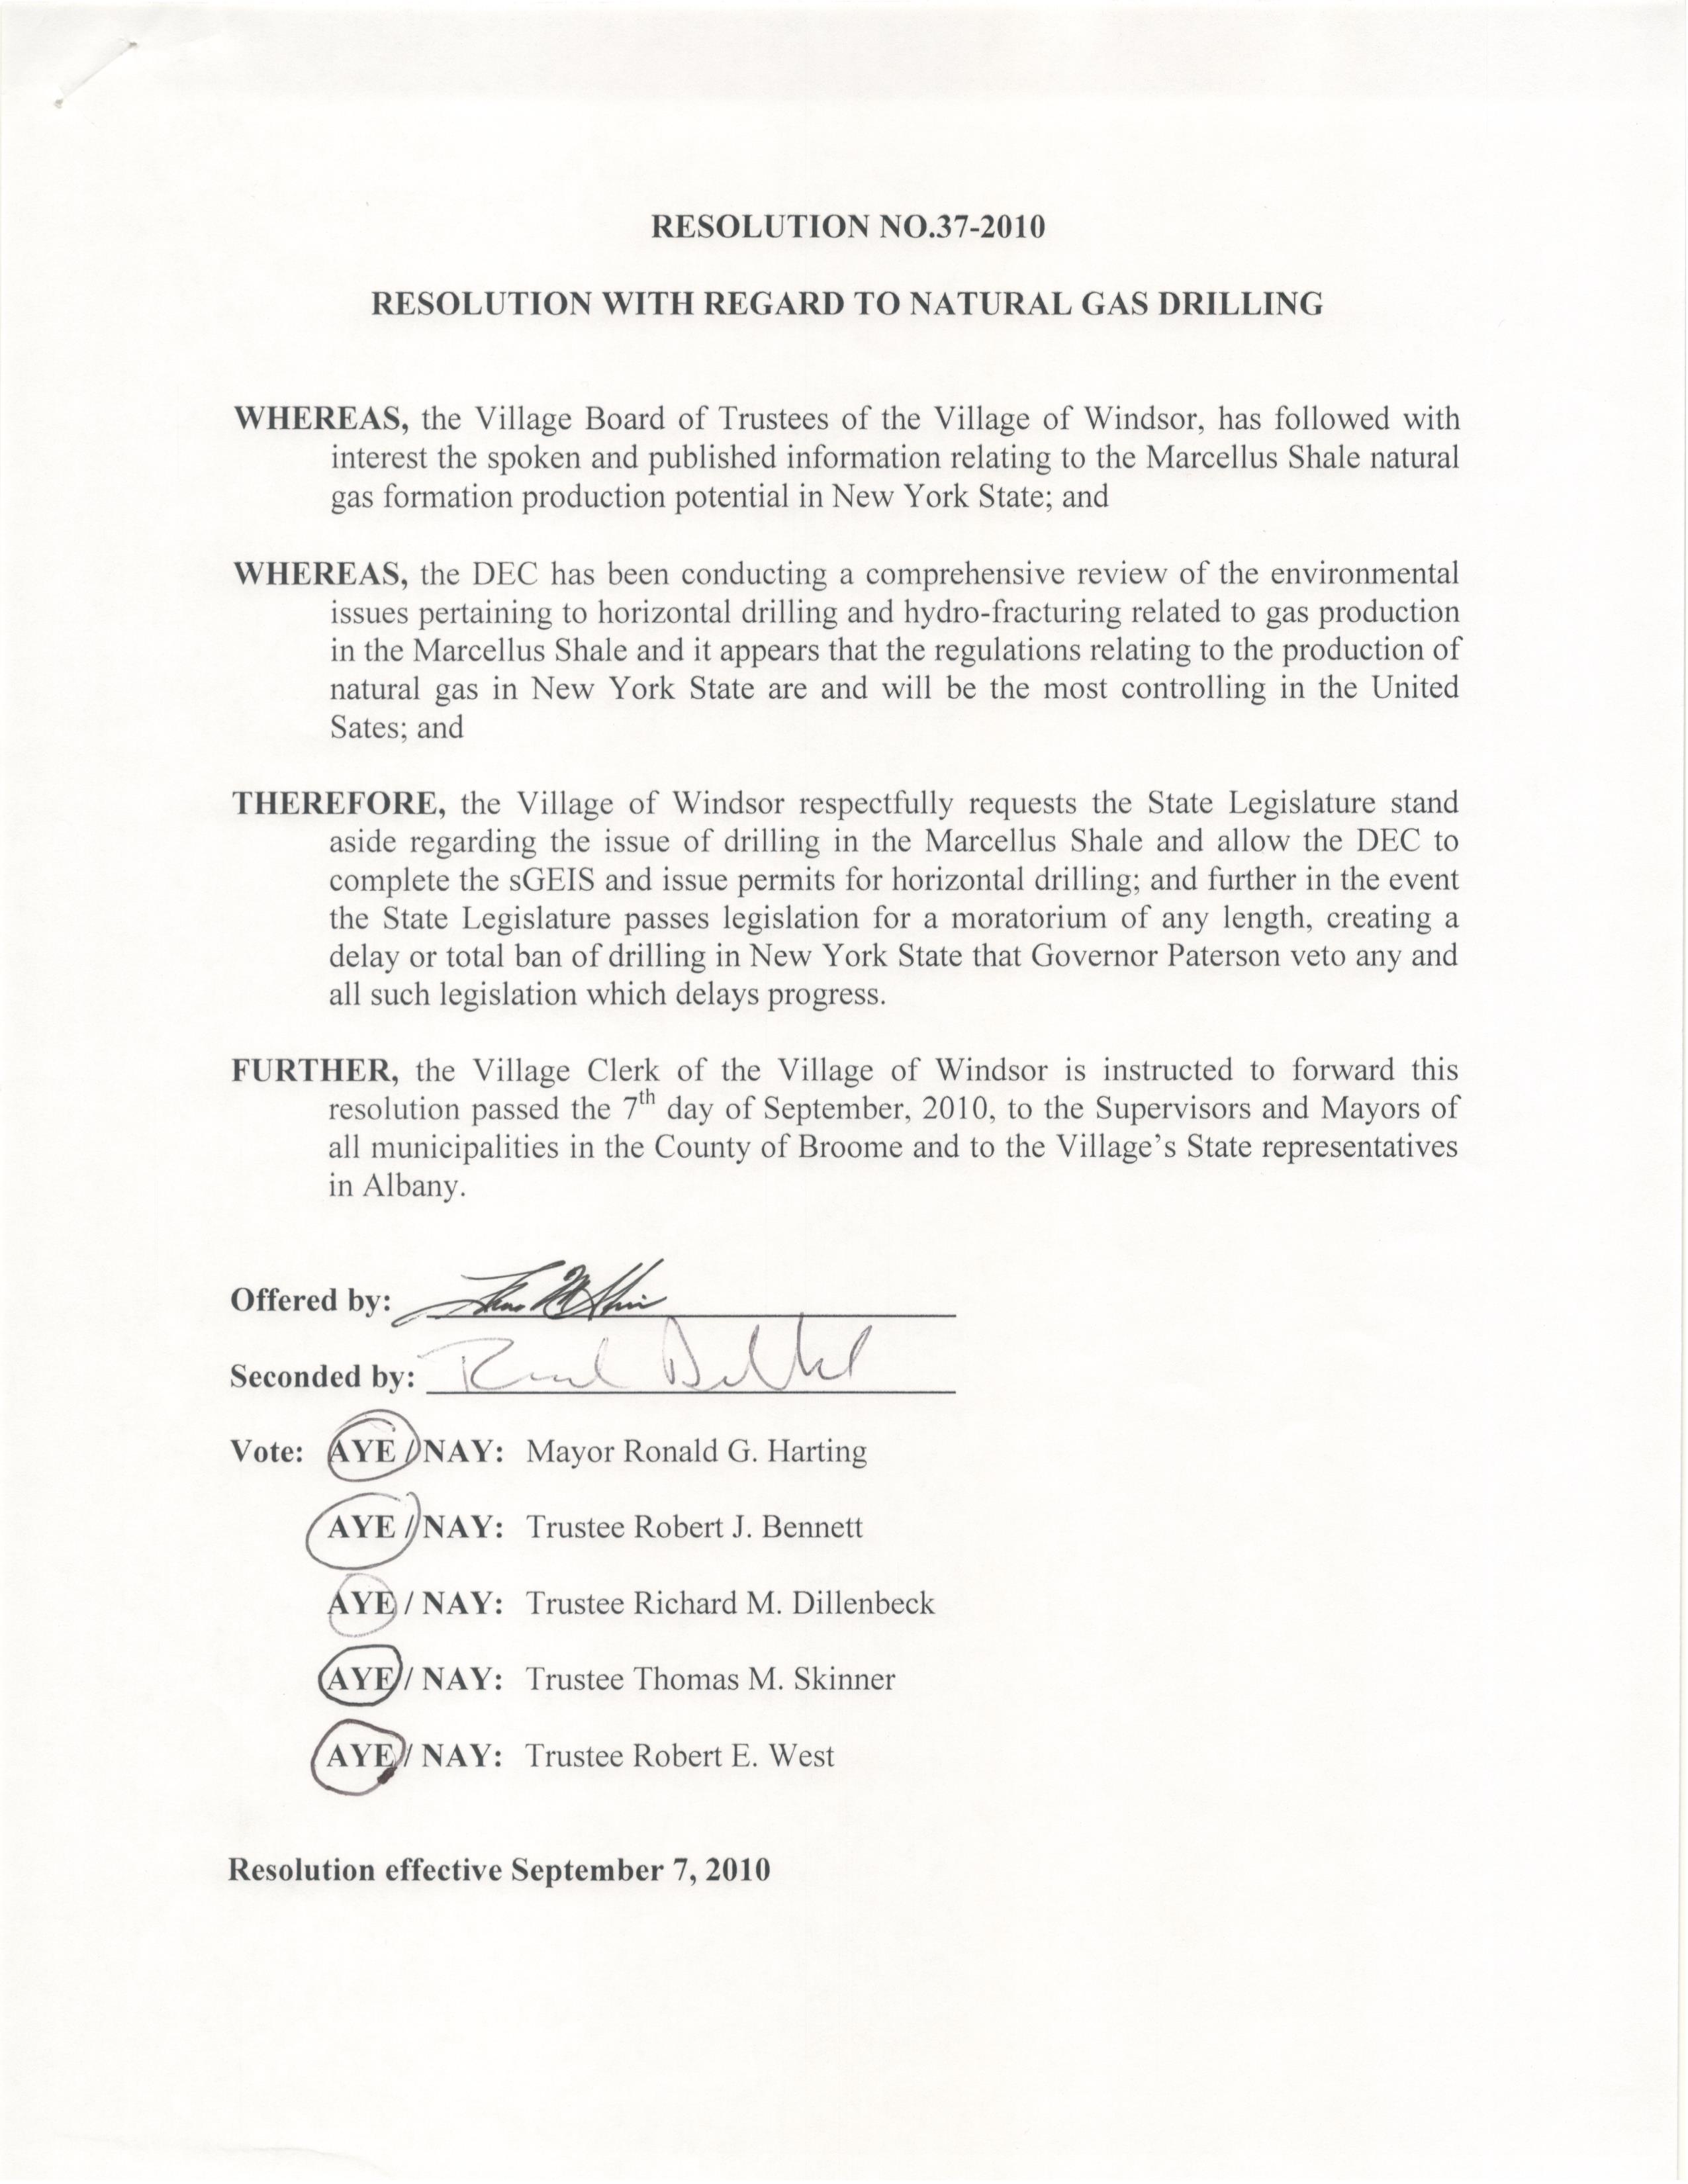 RESOLUTION NO.37-2010
RESOLUTION WITH REGARD TO NATURAL GAS DRILLING
WHEREAS, the Village Board of Trustees of the Village of Windsor, has followed with
interest the spoken and published information relating to the Marcellus Shale natural
gas formation production potential in New York State; and
WHEREAS, the DEC has been conducting a comprehensive review of the environmental
issues pertaining to horizontal drilling and hydro-fracturing related to gas production
in the Marcellus Shale and it appears that the regulations relating to the production of
natural gas in New York State are and will be the most controlling in the United
Sates; and
THEREFORE, the Village of Windsor respectfully requests the State Legislature stand
aside regarding the issue of drilling in the Marcellus Shale and allow the DEC to
complete the sGEIS and issue permits for horizontal drilling; and further in the event
the State Legislature passes legislation for a moratorium of any length, creating a
delay or total ban of drilling in New York State that Governor Paterson veto any and
all such legislation which delays progress.
FURTHER, the Village Clerk of the Village of Windsor is instructed to forward this
resolution passed the 7th day of September, 2010, to the Supervisors and Mayors of
all municipalities in the County of Broome and to the Village’s State representatives
in Albany.
Offered by:
Seconded by:
Vote: AYE / NAY: Mayor Ronald G. Harting
AYE / NAY: Trustee Robert J. Bennett
AYE / NAY: Trustee Richard M. Dillenbeck
AYE / NAY: Trustee Thomas M. Skinner
AYE / NAY: Trustee Robert E. West
Resolution effective September 7, 2010